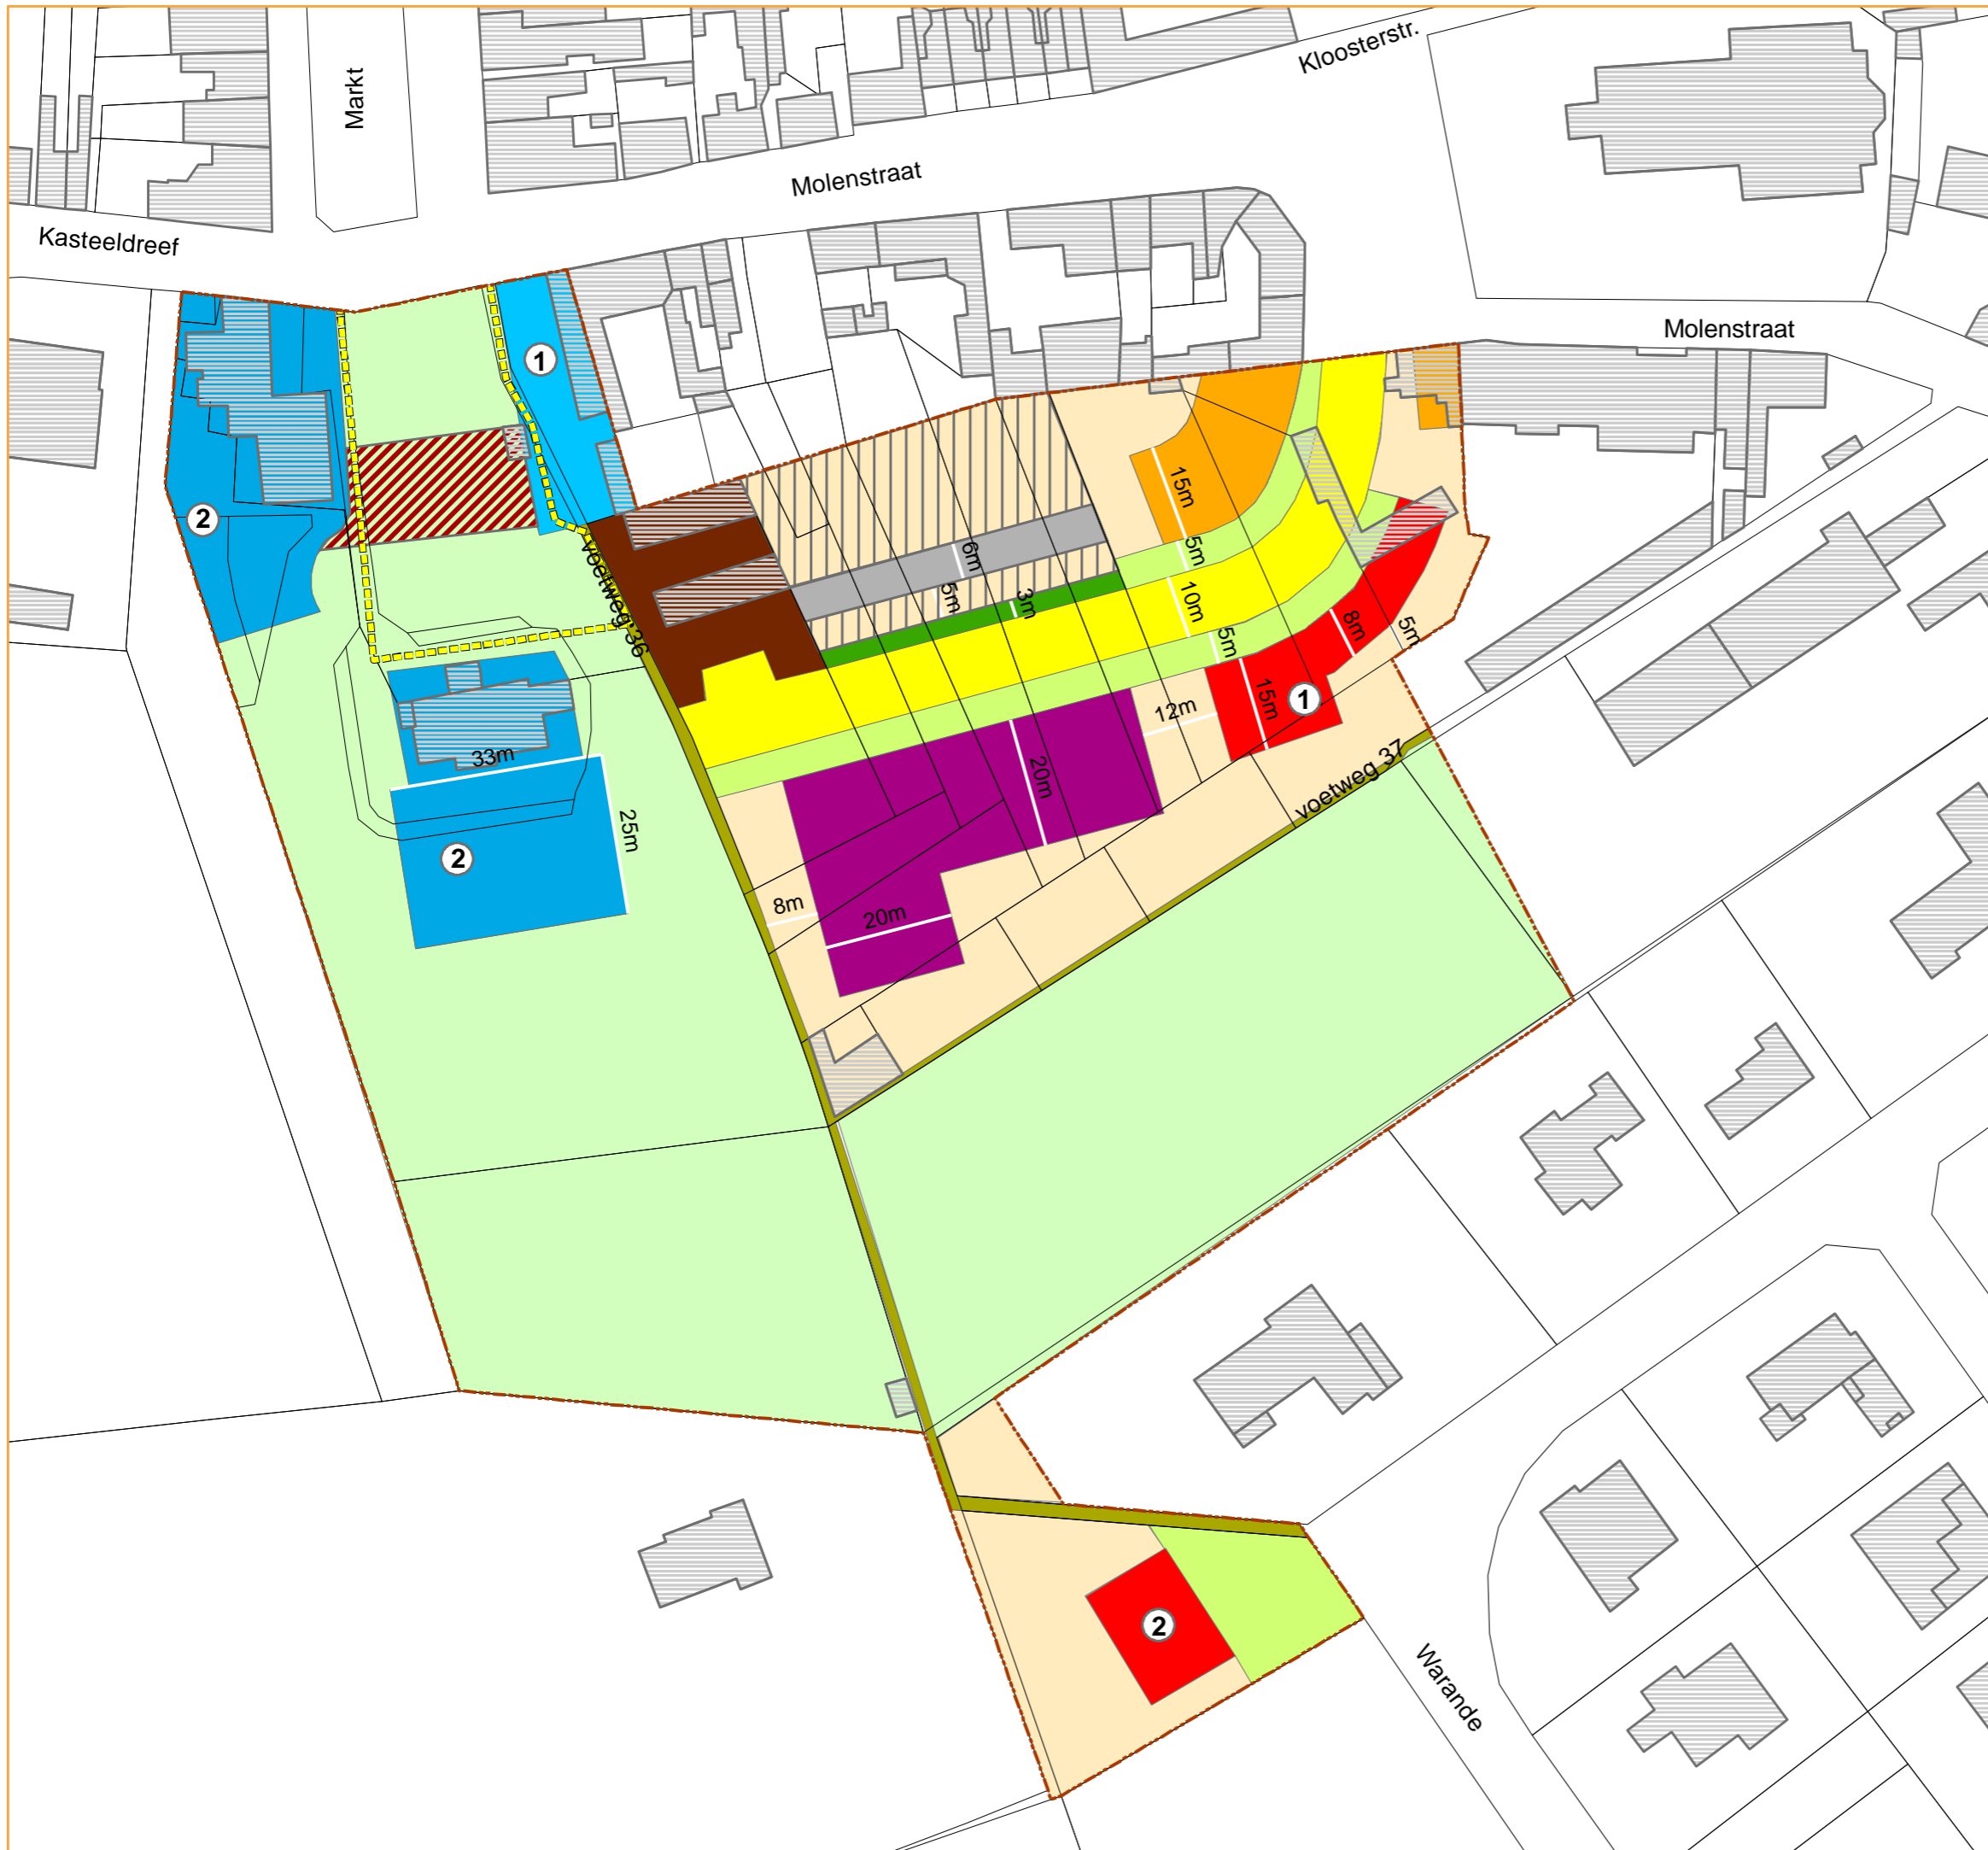 Kloosterstr.
Markt
Molenstraat
Kasteeldreef
Molenstraat
1
2
15m
6m
5m
5m
3m
10m
voetweg 36
5m
8m
5m
12m
15m
1
33m
20m
voetweg 37
25m
2
8m
20m
2
Warande